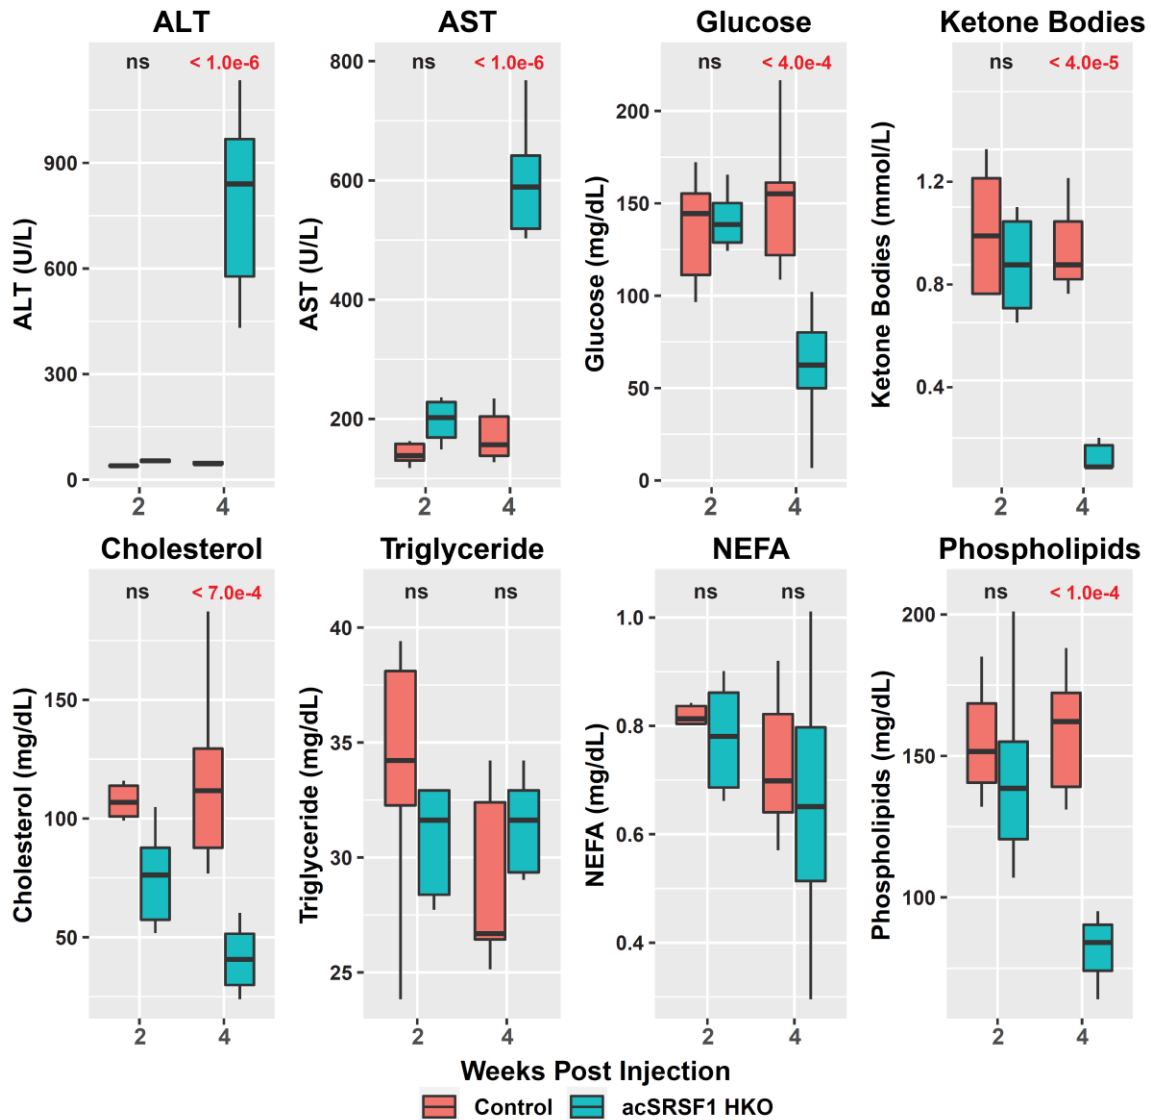 ALT
AST
Glucose
Ketone Bodies
ns
< 1.0e-6
ns
< 1.0e-6
ns
< 4.0e-4
ns
< 4.0e-5
ALT (U/L)
900
600
300
0
2
4
AST (U/L)
800
600
400
200
2
4
Glucose (mg/dL)
200
150
100
50
0
2
4
Ketone Bodies (mmol/L)
1.2
0.8
0.4
2
4
Cholesterol
Triglyceride
NEFA
Phospholipids
ns
< 7.0e-4
ns
ns
ns
ns
ns
< 1.0e-4
Cholesterol (mg/dL)
150
100
50
2
4
Triglyceride (mg/dL)
40
35
30
25
2
4
NEFA (mg/dL)
1.0
0.8
0.6
0.4
2
4
Phospholipids (mg/dL)
200
150
100
2
4
Weeks Post Injection
Control
acSRSF1 HKO